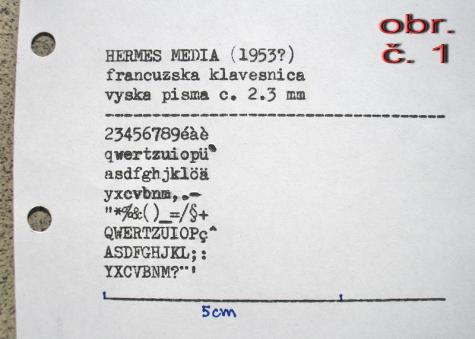 obr.
č. 1
HERMES MEDIA (1953?)
francuzska klavesnica
vyska pisma c. 2.3 mm
23456789éàè
qwertzuiopü^
asdfghjklöä
yxcvbnm,.-
"*%&()_=/§+
QWERTZUIOPç^
ASDFGHJKL;:
YXCVBNM?¨'
5cm